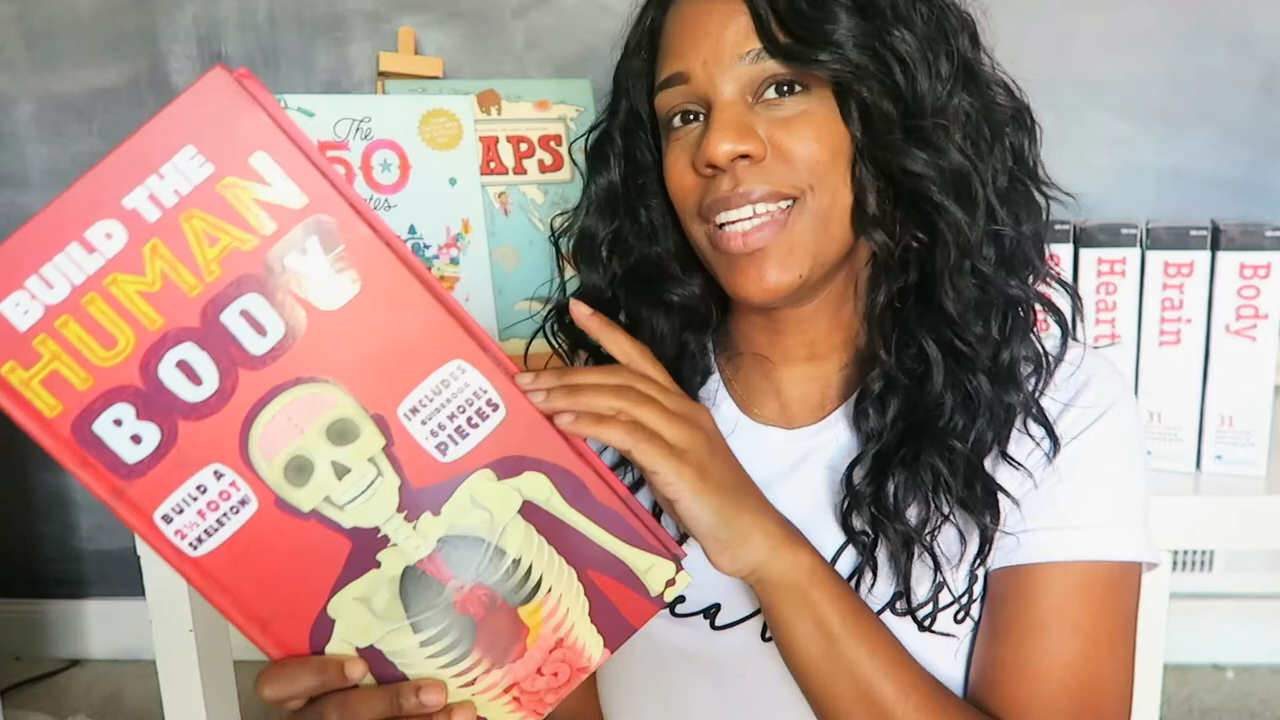 BUILD THE
HUMAN
BODY
INCLUDES
GUIDEBOOK
+66 MODEL
PIECES
BUILD A
2½ FOOT
SKELETON!
The
50
APS
Heart
Brain
31
Body
31